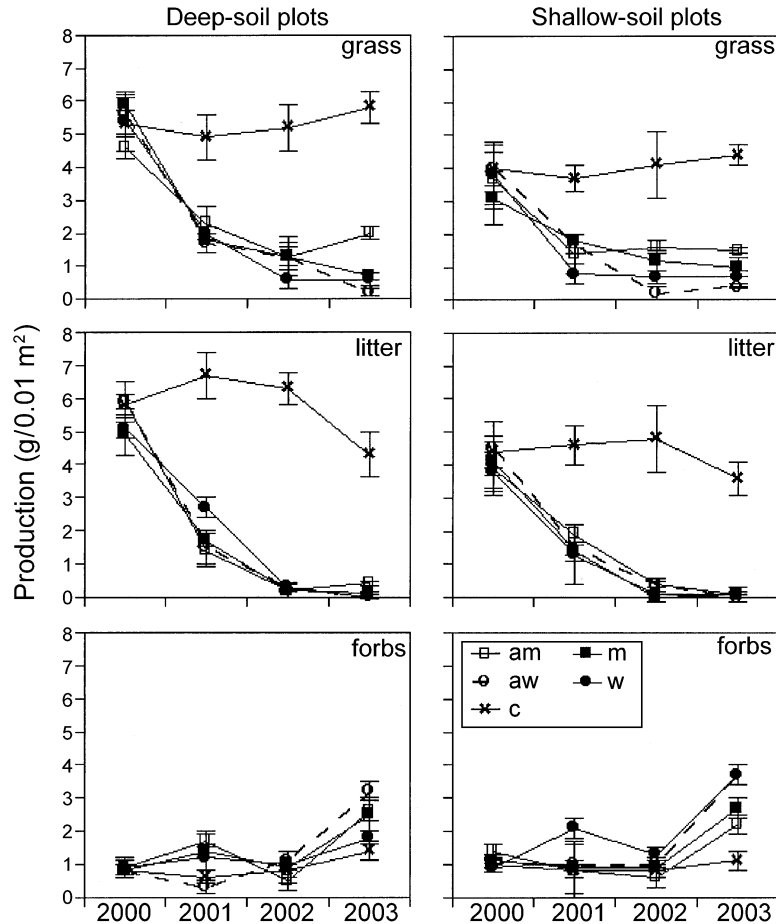 Deep-soil plots
Shallow-soil plots
grass
grass
8
7
6
5
4
3
2
1
0
litter
litter
8
7
6
5
4
3
2
1
0
Production (g/0.01 m²)
forbs
forbs
8
7
6
5
4
3
2
1
0
am
m
aw
w
c
2000 2001 2002 2003
2000 2001 2002 2003